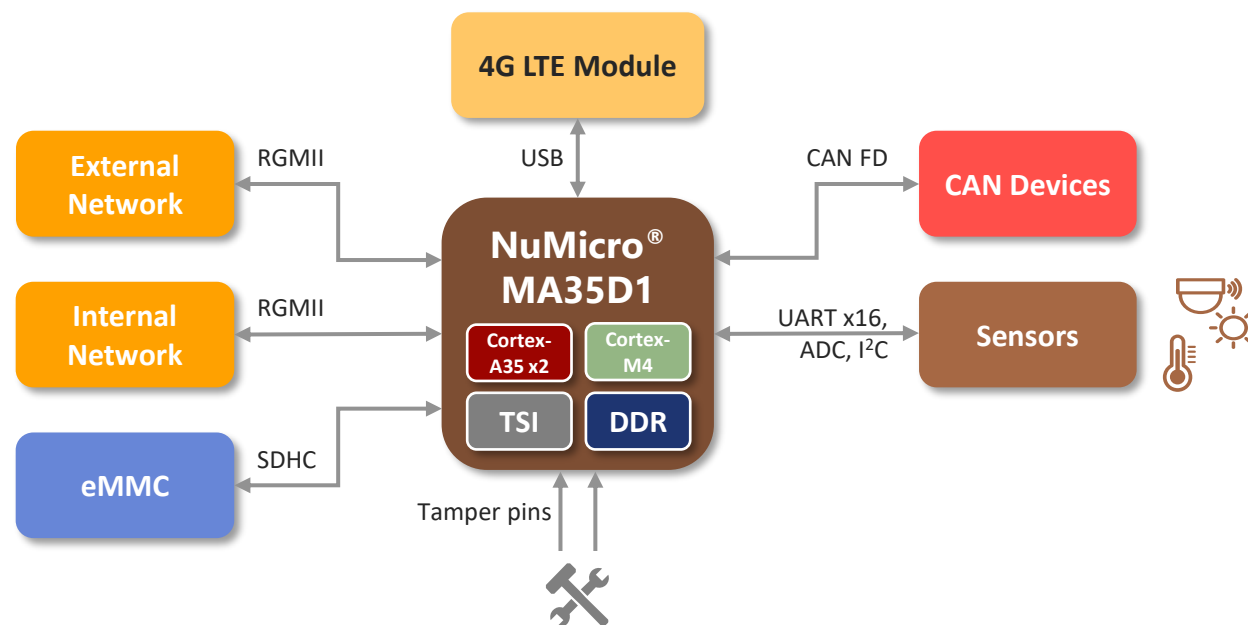 4G LTE Module
External
Network
RGMII
USB
CAN FD
CAN Devices
NuMicro®
MA35D1
Internal
Network
RGMII
Cortex-
A35 x2
Cortex-
M4
TSI
DDR
UART x16,
ADC, I²C
Sensors
eMMC
SDHC
Tamper pins